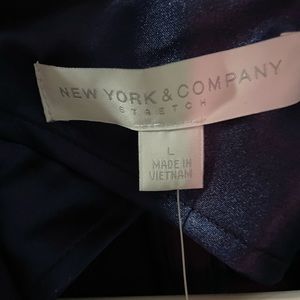 NEW YORK & COMPANY
STRETCH
L
MADE IN
VIETNAM